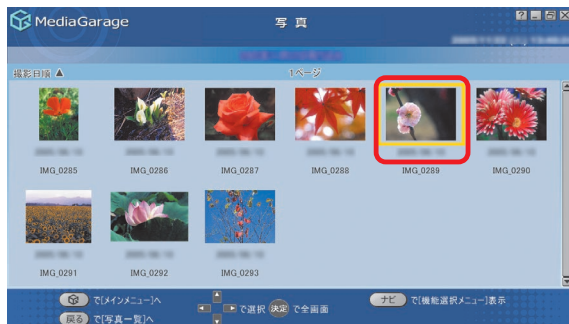 MediaGarage
写真
撮影日順 ▲
1ページ
IMG_0285
IMG_0286
IMG_0287
IMG_0288
IMG_0289
IMG_0290
IMG_0291
IMG_0292
IMG_0293
で[メインメニュー]へ
戻る で[写真一覧]へ
で選択 決定 で全画面
ナビ で[機能選択メニュー]表示